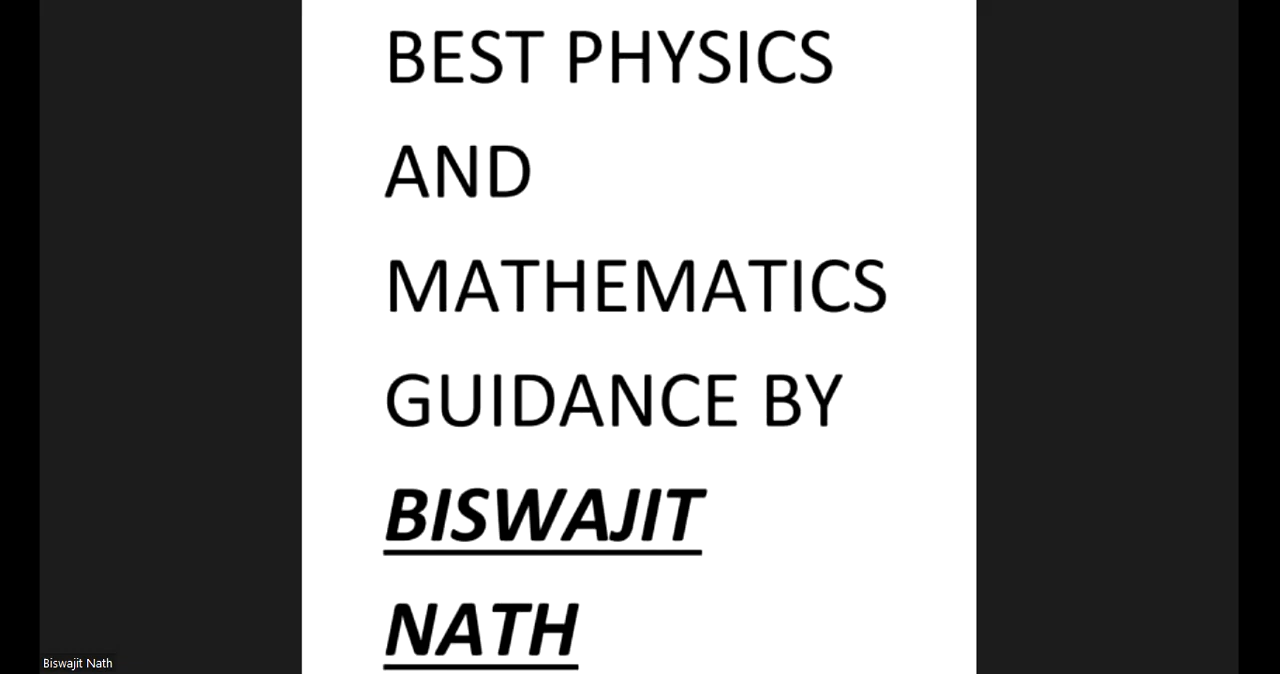 BEST PHYSICS
AND
MATHEMATICS
GUIDANCE BY
BISWAJIT
NATH
Biswajit Nath